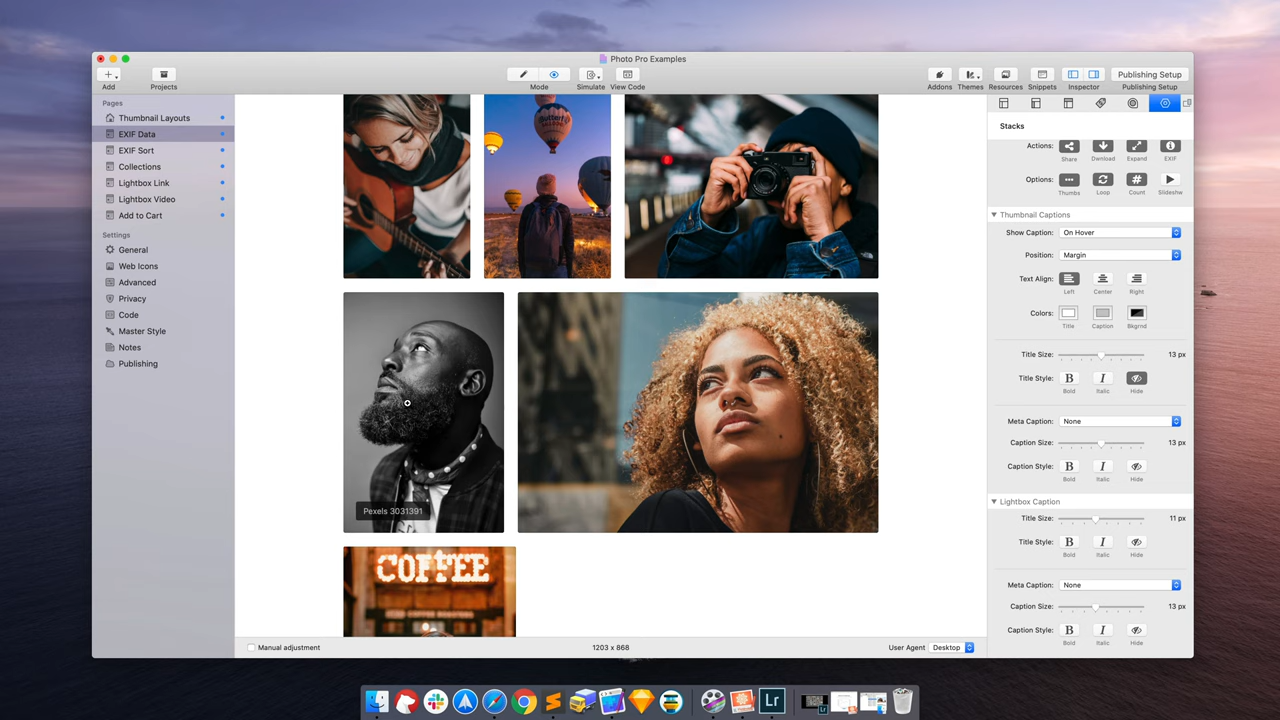 Photo Pro Examples
Add
Projects
Mode
Simulate
View Code
Addons
Themes
Resources
Snippets
Inspector
Publishing Setup
Publishing Setup
Pages
Thumbnail Layouts
EXIF Data
EXIF Sort
Collections
Lightbox Link
Lightbox Video
Add to Cart
Settings
General
Web Icons
Advanced
Privacy
Code
Master Style
Notes
Publishing
Butterfly
Pexels 3031391
COFFEE
Manual adjustment
1203 x 868
User Agent
Desktop
Stacks
Actions:
Share
Dwnload
Expand
EXIF
Options:
Thumbs
Loop
Count
Slideshw
Thumbnail Captions
Show Caption: On Hover
Position: Margin
Text Align:
Left
Center
Right
Colors:
Title
Caption
Bkgrnd
Title Size: 13 px
Title Style: B I
Bold
Italic
Hide
Meta Caption: None
Caption Size: 13 px
Caption Style: B I
Bold
Italic
Hide
Lightbox Caption
Title Size: 11 px
Title Style: B I
Bold
Italic
Hide
Meta Caption: None
Caption Size: 13 px
Caption Style: B I
Bold
Italic
Hide
Lr